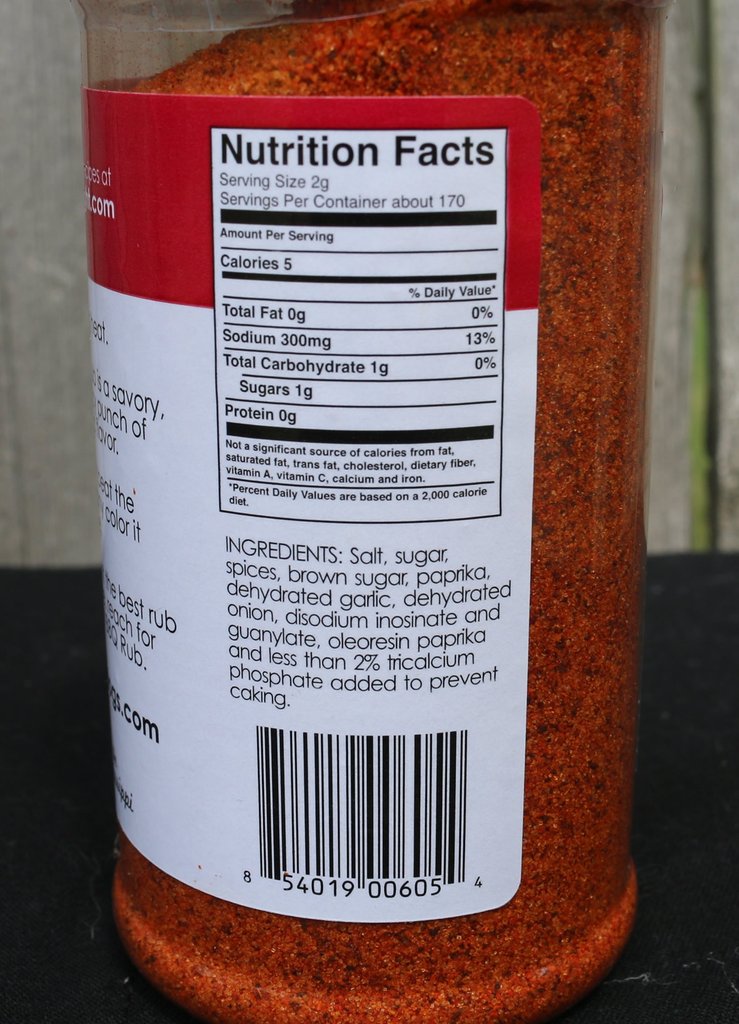 at
.com
Nutrition Facts
Serving Size 2g
Servings Per Container about 170
Amount Per Serving
Calories 5
% Daily Value*
Total Fat 0g 0%
Sodium 300mg 13%
Total Carbohydrate 1g 0%
Sugars 1g
Protein 0g
Not a significant source of calories from fat,
saturated fat, trans fat, cholesterol, dietary fiber,
vitamin A, vitamin C, calcium and iron.
*Percent Daily Values are based on a 2,000 calorie
diet.
is a savory,
punch of
the
color it
the best rub
reach for
Rub.
.com
INGREDIENTS: Salt, sugar,
spices, brown sugar, paprika,
dehydrated garlic, dehydrated
onion, disodium inosinate and
guanylate, oleoresin paprika
and less than 2% tricalcium
phosphate added to prevent
caking.
8 54019 00605 4